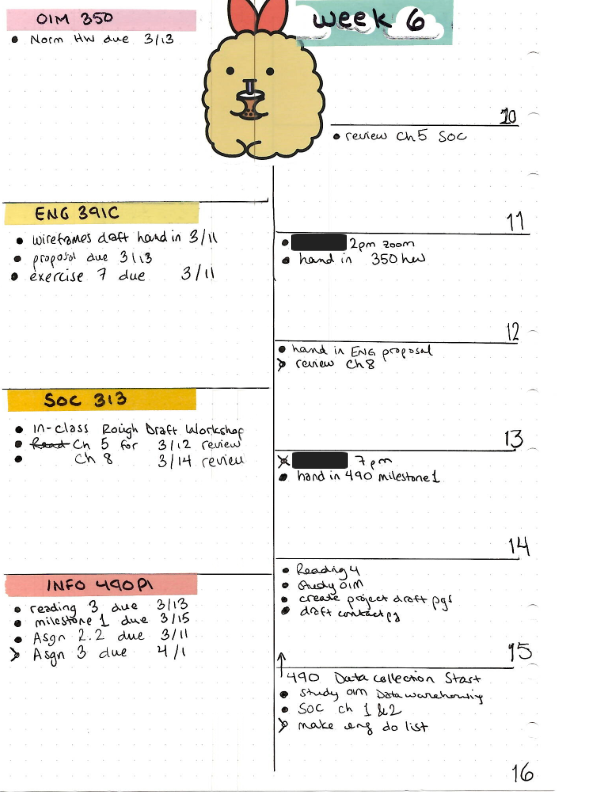 OIM 350
• Norm HW due 3/13
ENG 391C
• wireframes draft hand in 3/11
• proposal due 3/13
• exercise 7 due 3/11
SOC 313
• in-class Rough Draft Workshop
• Read Ch 5 for 3/12 review
• Ch 8 3/14 review
INFO 490PI
• reading 3 due 3/13
• milestone 1 due 3/15
• Asgn 2.2 due 3/11
> Asgn 3 due 4/1
week 6
10
• review Ch 5 SOC
11
• 2pm zoom
• hand in 350 hw
12
• hand in ENG proposal
> review Ch 8
13
× 7pm
• hand in 490 milestone 1
14
• Reading 4
• Study OIM
• create project draft pgs
• draft contact pg
15
↑
490 Data collection Start
• study OIM Data warehousing
• SOC ch 1 & 2
> make eng do list
16